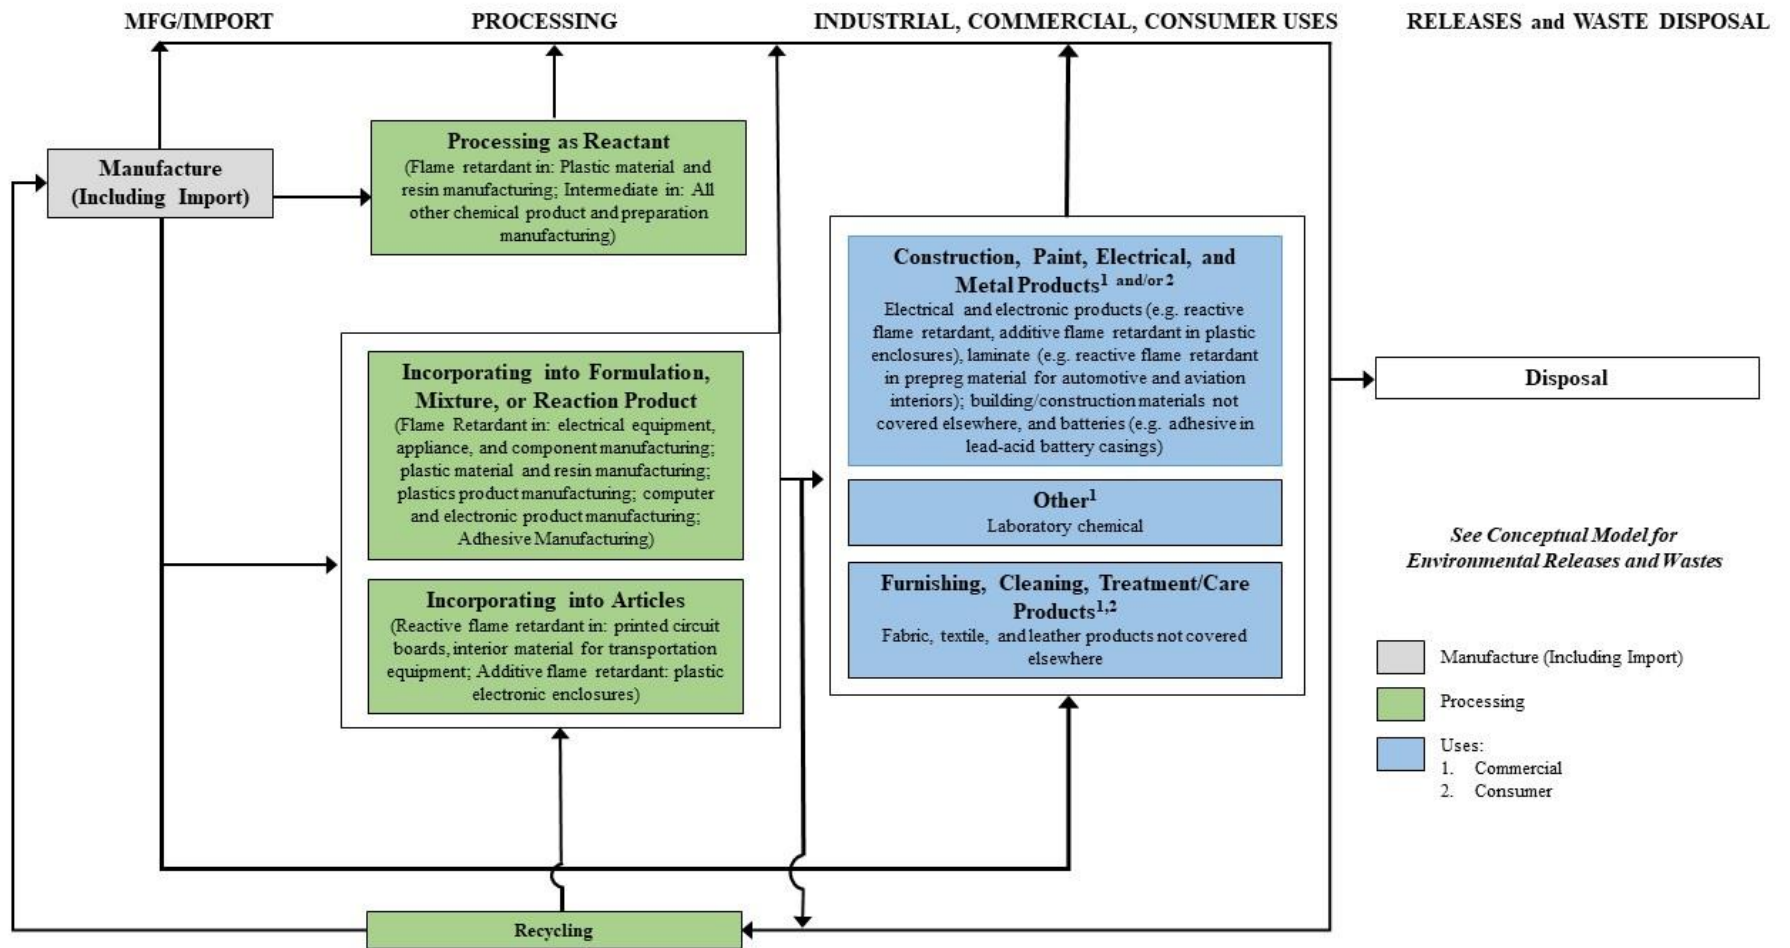 MFG/IMPORT
PROCESSING
INDUSTRIAL, COMMERCIAL, CONSUMER USES
RELEASES and WASTE DISPOSAL
Manufacture
(Including Import)
Processing as Reactant
(Flame retardant in: Plastic material and
resin manufacturing; Intermediate in: All
other chemical product and preparation
manufacturing)
Incorporating into Formulation,
Mixture, or Reaction Product
(Flame Retardant in: electrical equipment,
appliance, and component manufacturing;
plastic material and resin manufacturing;
plastics product manufacturing; computer
and electronic product manufacturing;
Adhesive Manufacturing)
Incorporating into Articles
(Reactive flame retardant in: printed circuit
boards, interior material for transportation
equipment; Additive flame retardant: plastic
electronic enclosures)
Recycling
Construction, Paint, Electrical, and
Metal Products1 and/or 2
Electrical and electronic products (e.g. reactive
flame retardant, additive flame retardant in plastic
enclosures), laminate (e.g. reactive flame retardant
in prepreg material for automotive and aviation
interiors); building/construction materials not
covered elsewhere, and batteries (e.g. adhesive in
lead-acid battery casings)
Other1
Laboratory chemical
Furnishing, Cleaning, Treatment/Care
Products1,2
Fabric, textile, and leather products not covered
elsewhere
Disposal
See Conceptual Model for
Environmental Releases and Wastes
Manufacture (Including Import)
Processing
Uses:
1. Commercial
2. Consumer